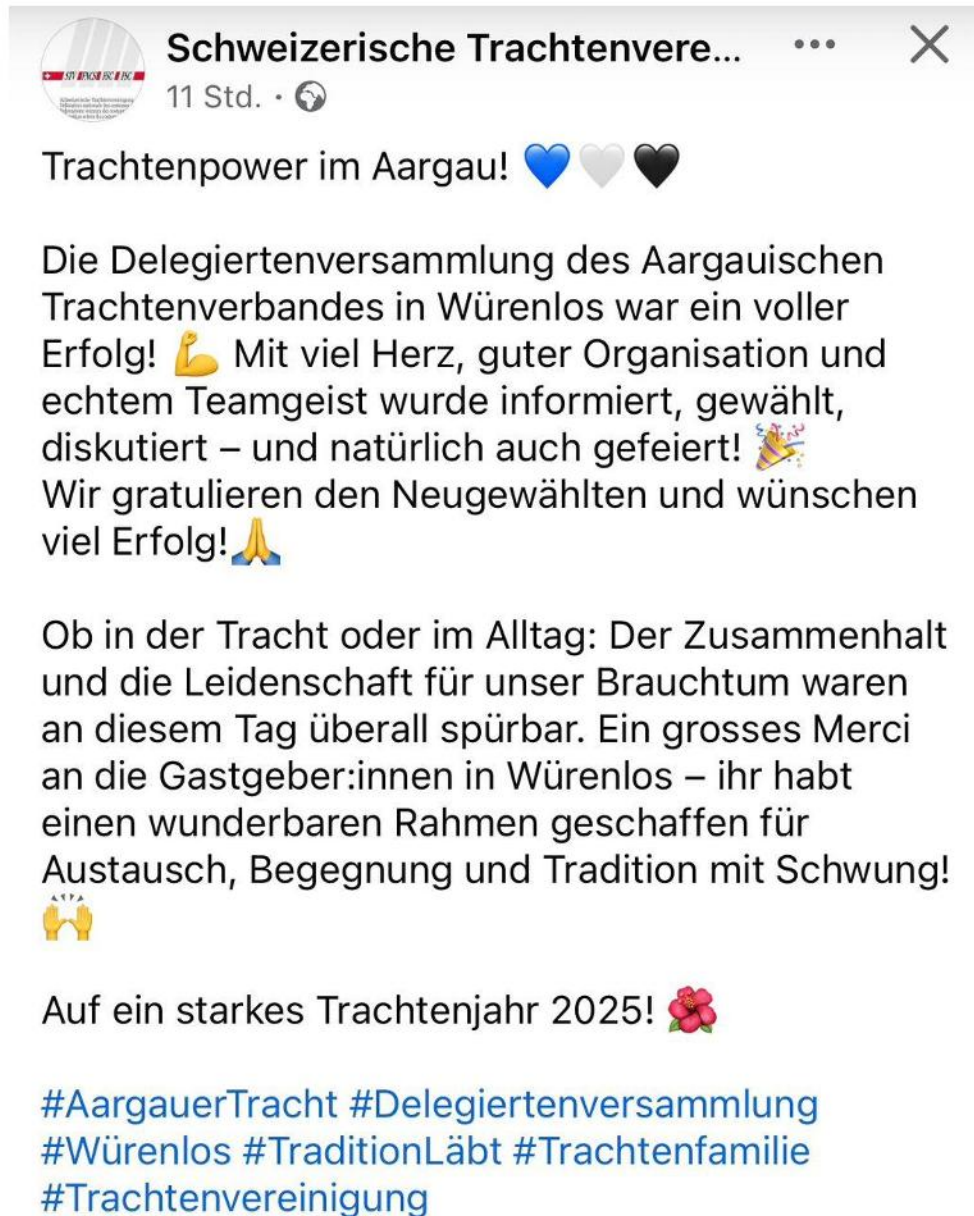 Schweizerische Trachtenvere...
11 Std.
Trachtenpower im Aargau! 💙🤍🖤
Die Delegiertenversammlung des Aargauischen
Trachtenverbandes in Würenlos war ein voller
Erfolg! 💪 Mit viel Herz, guter Organisation und
echtem Teamgeist wurde informiert, gewählt,
diskutiert – und natürlich auch gefeiert! 🎉
Wir gratulieren den Neugewählten und wünschen
viel Erfolg!🙏
Ob in der Tracht oder im Alltag: Der Zusammenhalt
und die Leidenschaft für unser Brauchtum waren
an diesem Tag überall spürbar. Ein grosses Merci
an die Gastgeber:innen in Würenlos – ihr habt
einen wunderbaren Rahmen geschaffen für
Austausch, Begegnung und Tradition mit Schwung!
🙌
Auf ein starkes Trachtenjahr 2025! 🌺
#AargauerTracht #Delegiertenversammlung
#Würenlos #TraditionLäbt #Trachtenfamilie
#Trachtenvereinigung